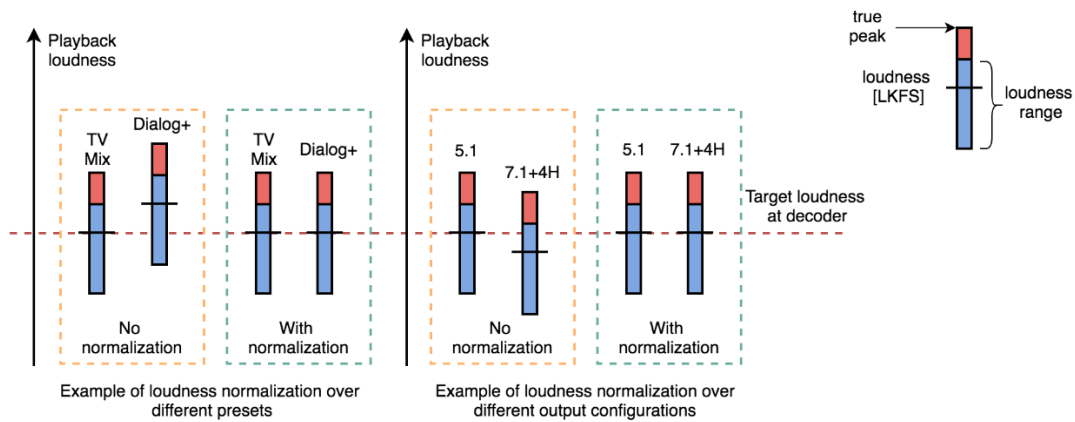 Playback
loudness
TV
Mix
Dialog+
No
normalization
TV
Mix
Dialog+
With
normalization
Example of loudness normalization over
different presets
Playback
loudness
5.1
7.1+4H
No
normalization
5.1
7.1+4H
With
normalization
Example of loudness normalization over
different output configurations
Target loudness
at decoder
true
peak
loudness
[LKFS]
loudness
range